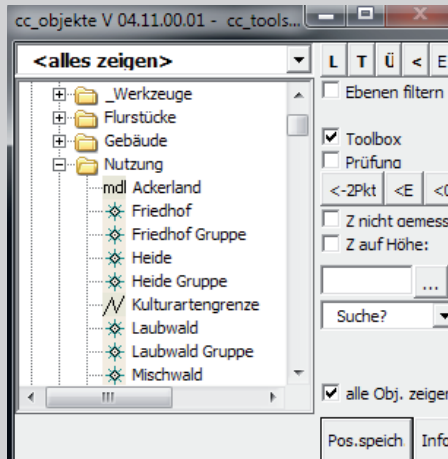 cc_objekte V 04.11.00.01 - cc_tools...
<alles zeigen>
L T Ü < E
_Werkzeuge
Flurstücke
Gebäude
Nutzung
mdl Ackerland
Friedhof
Friedhof Gruppe
Heide
Heide Gruppe
Kulturartengrenze
Laubwald
Laubwald Gruppe
Mischwald
Ebenen filtern
Toolbox
Prüfung
<-2Pkt <E
Z nicht gemess
Z auf Höhe:
...
Suche?
alle Obj. zeigen
Pos.speich Info